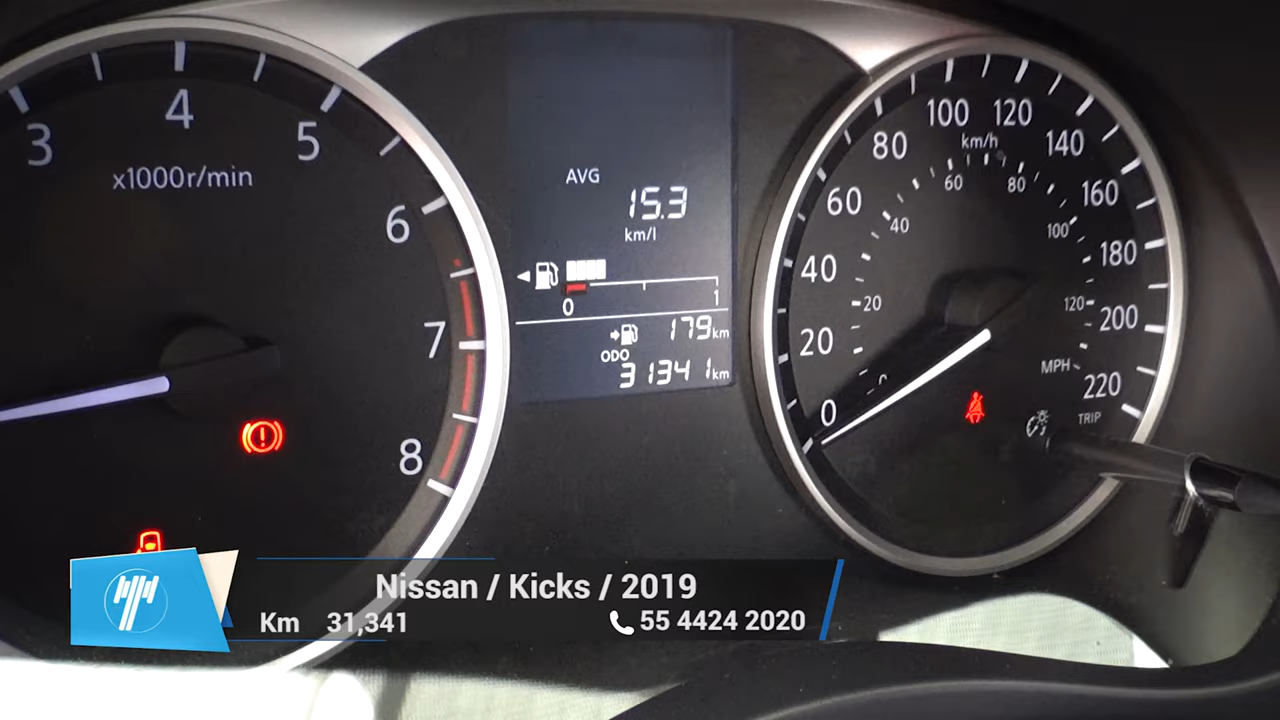 3
4
5
6
7
8
x1000r/min
AVG
15.3
km/l
0
1
179km
ODO
31341km
0
20
40
60
80
100
120
140
160
180
200
220
km/h
20
40
60
80
100
120
MPH
TRIP
Nissan / Kicks / 2019
Km 31,341
55 4424 2020